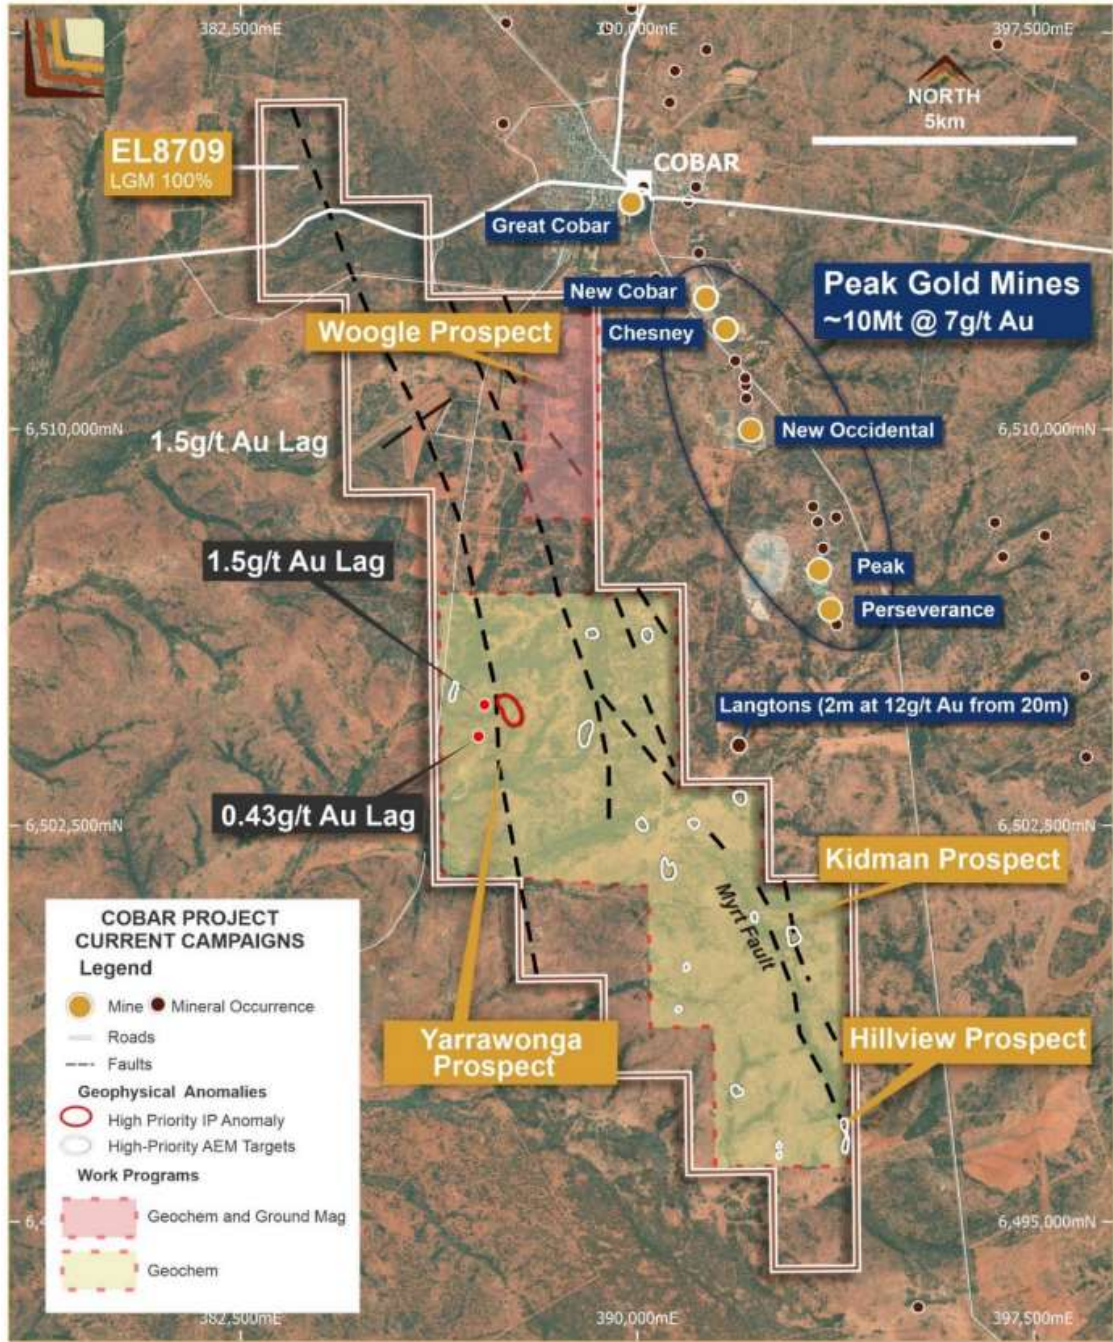 382,500mE
390,000mE
397,500mE
NORTH
5km
EL8709
LGM 100%
COBAR
Great Cobar
New Cobar
Peak Gold Mines
~10Mt @ 7g/t Au
Chesney
Woogle Prospect
6,510,000mN
1.5g/t Au Lag
New Occidental
6,510,000mN
1.5g/t Au Lag
Peak
Perseverance
Langtons (2m at 12g/t Au from 20m)
0.43g/t Au Lag
6,502,500mN
6,502,500mN
Kidman Prospect
Myrt Fault
Yarrawonga
Prospect
Hillview Prospect
COBAR PROJECT
CURRENT CAMPAIGNS
Legend
Mine
Mineral Occurrence
Roads
Faults
Geophysical Anomalies
High Priority IP Anomaly
High-Priority AEM Targets
Work Programs
Geochem and Ground Mag
Geochem
6,495,000mN
382,500mE
390,000mE
397,500mE